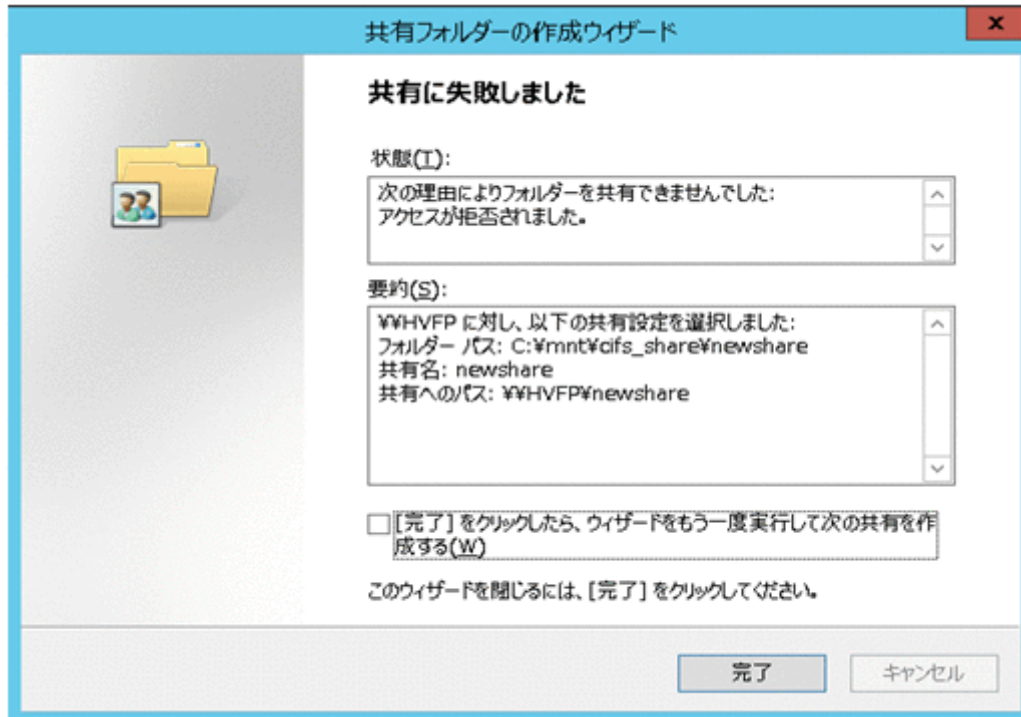 共有フォルダーの作成ウィザード
x
共有に失敗しました
状態(T):
次の理由によりフォルダーを共有できませんでした:
アクセスが拒否されました。
要約(S):
¥¥HVFP に対し、以下の共有設定を選択しました:
フォルダー パス: C:¥mnt¥cifs_share¥newshare
共有名: newshare
共有へのパス: ¥¥HVFP¥newshare
[完了] をクリックしたら、ウィザードをもう一度実行して次の共有を作
成する(W)
このウィザードを閉じるには、[完了] をクリックしてください。
完了
キャンセル